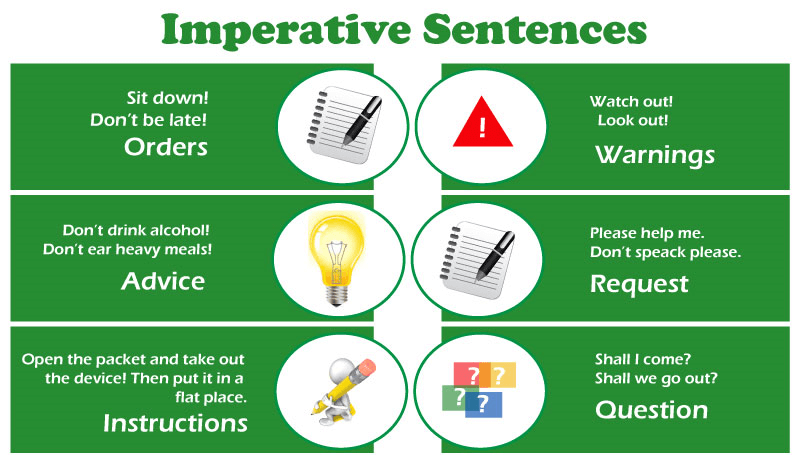 Imperative Sentences
Sit down!
Don't be late!
Orders
!
Watch out!
Look out!
Warnings
Don't drink alcohol!
Don't ear heavy meals!
Advice
Please help me.
Don't speack please.
Request
Open the packet and take out
the device! Then put it in a
flat place.
Instructions
? ?
? ?
Shall I come?
Shall we go out?
Question